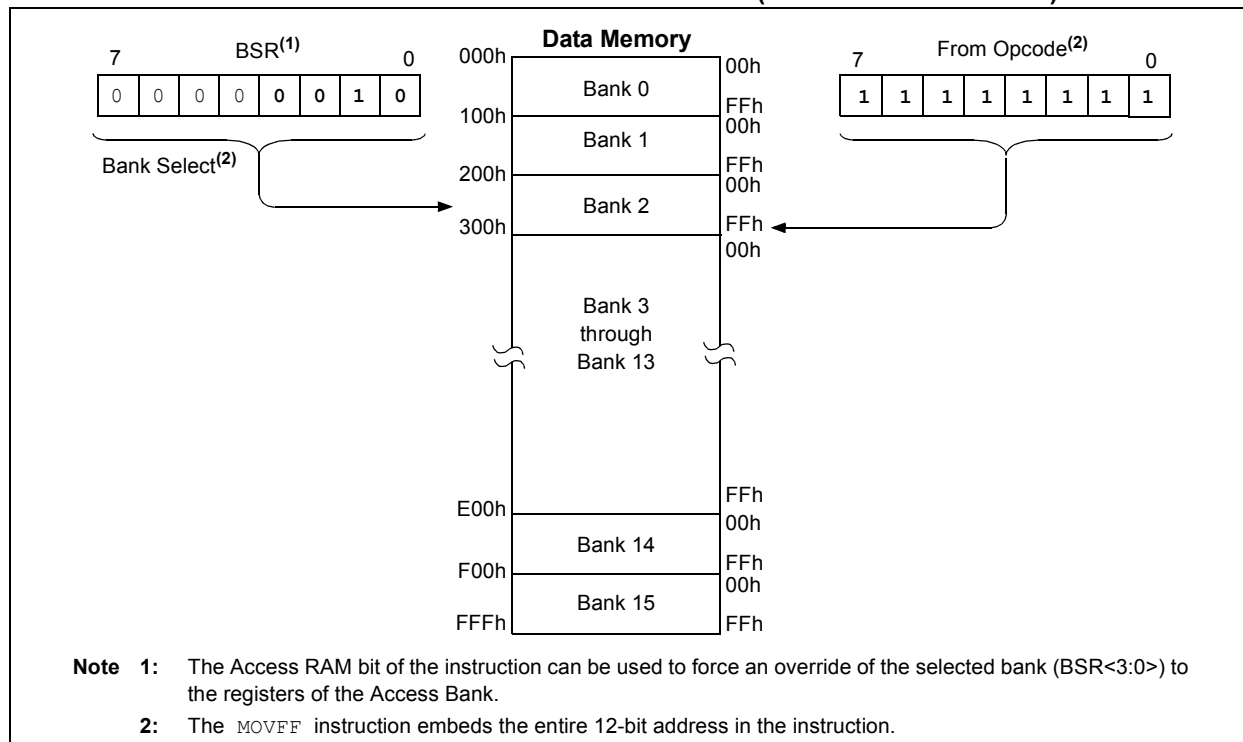 Data Memory
7 BSR(1) 0
0 0 0 0 0 0 1 0
Bank Select(2)
000h
00h
Bank 0
FFh
100h
00h
Bank 1
FFh
200h
00h
Bank 2
FFh
300h
00h
Bank 3
through
Bank 13
FFh
E00h
00h
Bank 14
FFh
F00h
00h
Bank 15
FFFh
FFh
7 From Opcode(2) 0
1 1 1 1 1 1 1 1
Note 1: The Access RAM bit of the instruction can be used to force an override of the selected bank (BSR<3:0>) to
the registers of the Access Bank.
2: The MOVFF instruction embeds the entire 12-bit address in the instruction.